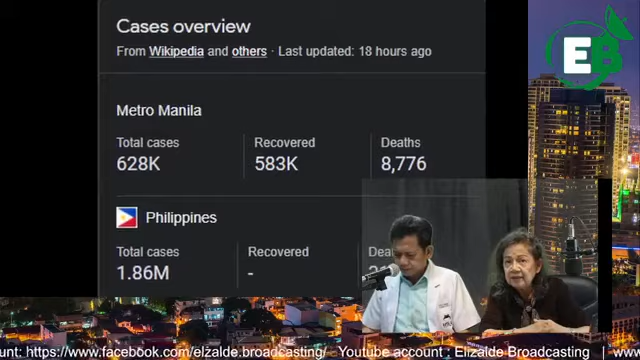 Cases overview
From Wikipedia and others · Last updated: 18 hours ago
Metro Manila
Total cases Recovered Deaths
628K 583K 8,776
Philippines
Total cases Recovered
1.86M -
EB
ount: https://www.facebook.com/elzalde.broadcasting/ Youtube account : Elizalde Broadcasting